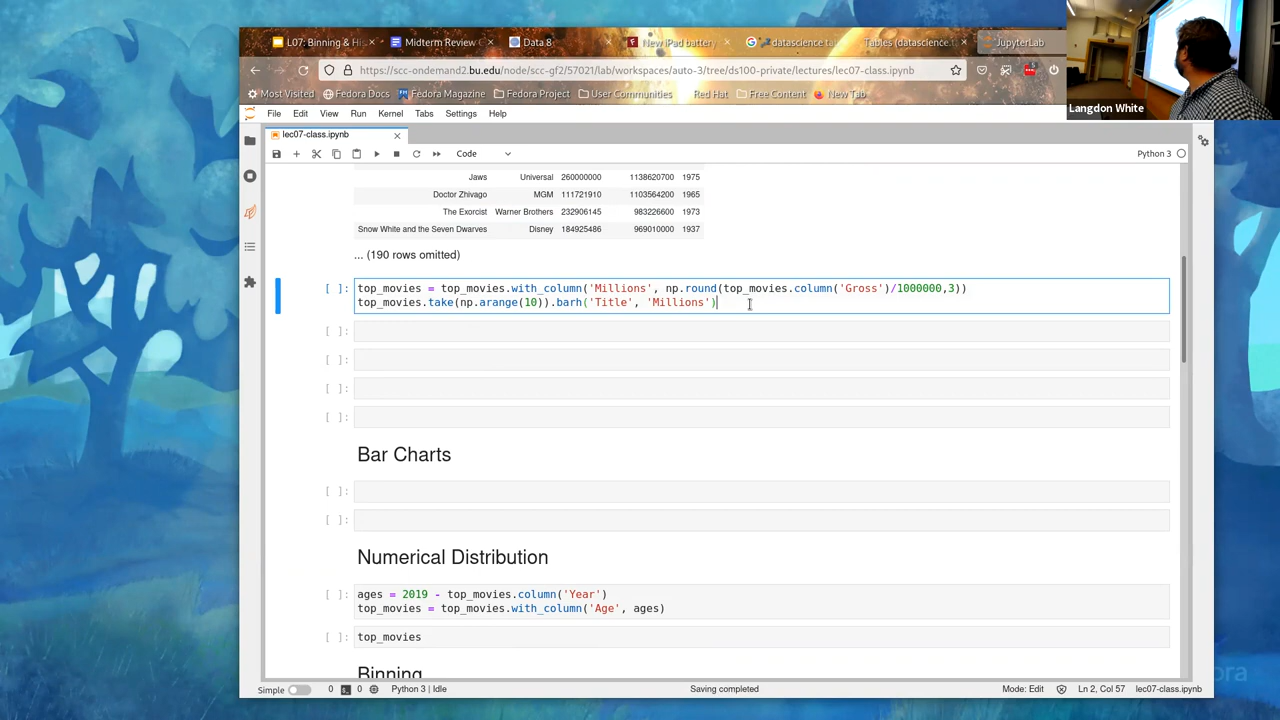 L07: Binning & Hi
Midterm Review
Data 8
New iPad battery
datascience ta
Tables (datascience.
JupyterLab
https://scc-ondemand2.bu.edu/node/scc-gf2/57021/lab/workspaces/auto-3/tree/ds100-private/lectures/lec07-class.ipynb
Most Visited
Fedora Docs
Fedora Magazine
Fedora Project
User Communities
Red Hat
Free Content
New Tab
Langdon White
File Edit View Run Kernel Tabs Settings Help
lec07-class.ipynb
Code
Python 3
Jaws Universal 260000000 1138620700 1975
Doctor Zhivago MGM 111721910 1103564200 1965
The Exorcist Warner Brothers 232906145 983226600 1973
Snow White and the Seven Dwarves Disney 184925486 969010000 1937
... (190 rows omitted)
[ ]: top_movies = top_movies.with_column('Millions', np.round(top_movies.column('Gross')/1000000,3))
top_movies.take(np.arange(10)).barh('Title', 'Millions')
[ ]:
[ ]:
[ ]:
[ ]:
Bar Charts
[ ]:
[ ]:
Numerical Distribution
[ ]: ages = 2019 - top_movies.column('Year')
top_movies = top_movies.with_column('Age', ages)
[ ]: top_movies
Binning
Simple 0 0 Python 3 | Idle Saving completed Mode: Edit Ln 2, Col 57 lec07-class.ipynb